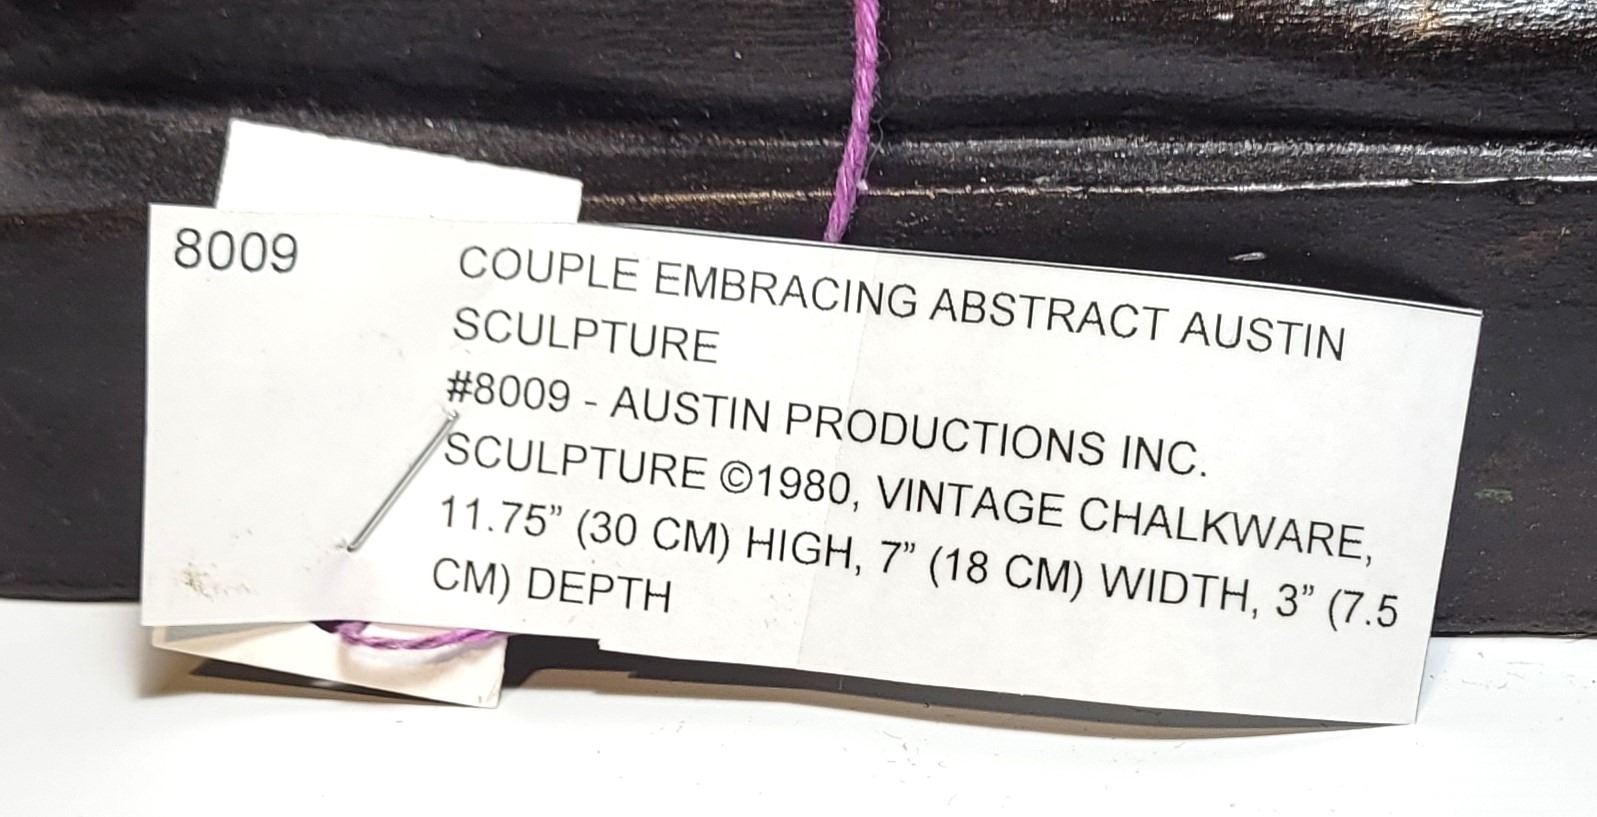 8009
COUPLE EMBRACING ABSTRACT AUSTIN
SCULPTURE
#8009 - AUSTIN PRODUCTIONS INC.
SCULPTURE ©1980, VINTAGE CHALKWARE,
11.75” (30 CM) HIGH, 7” (18 CM) WIDTH, 3” (7.5
CM) DEPTH